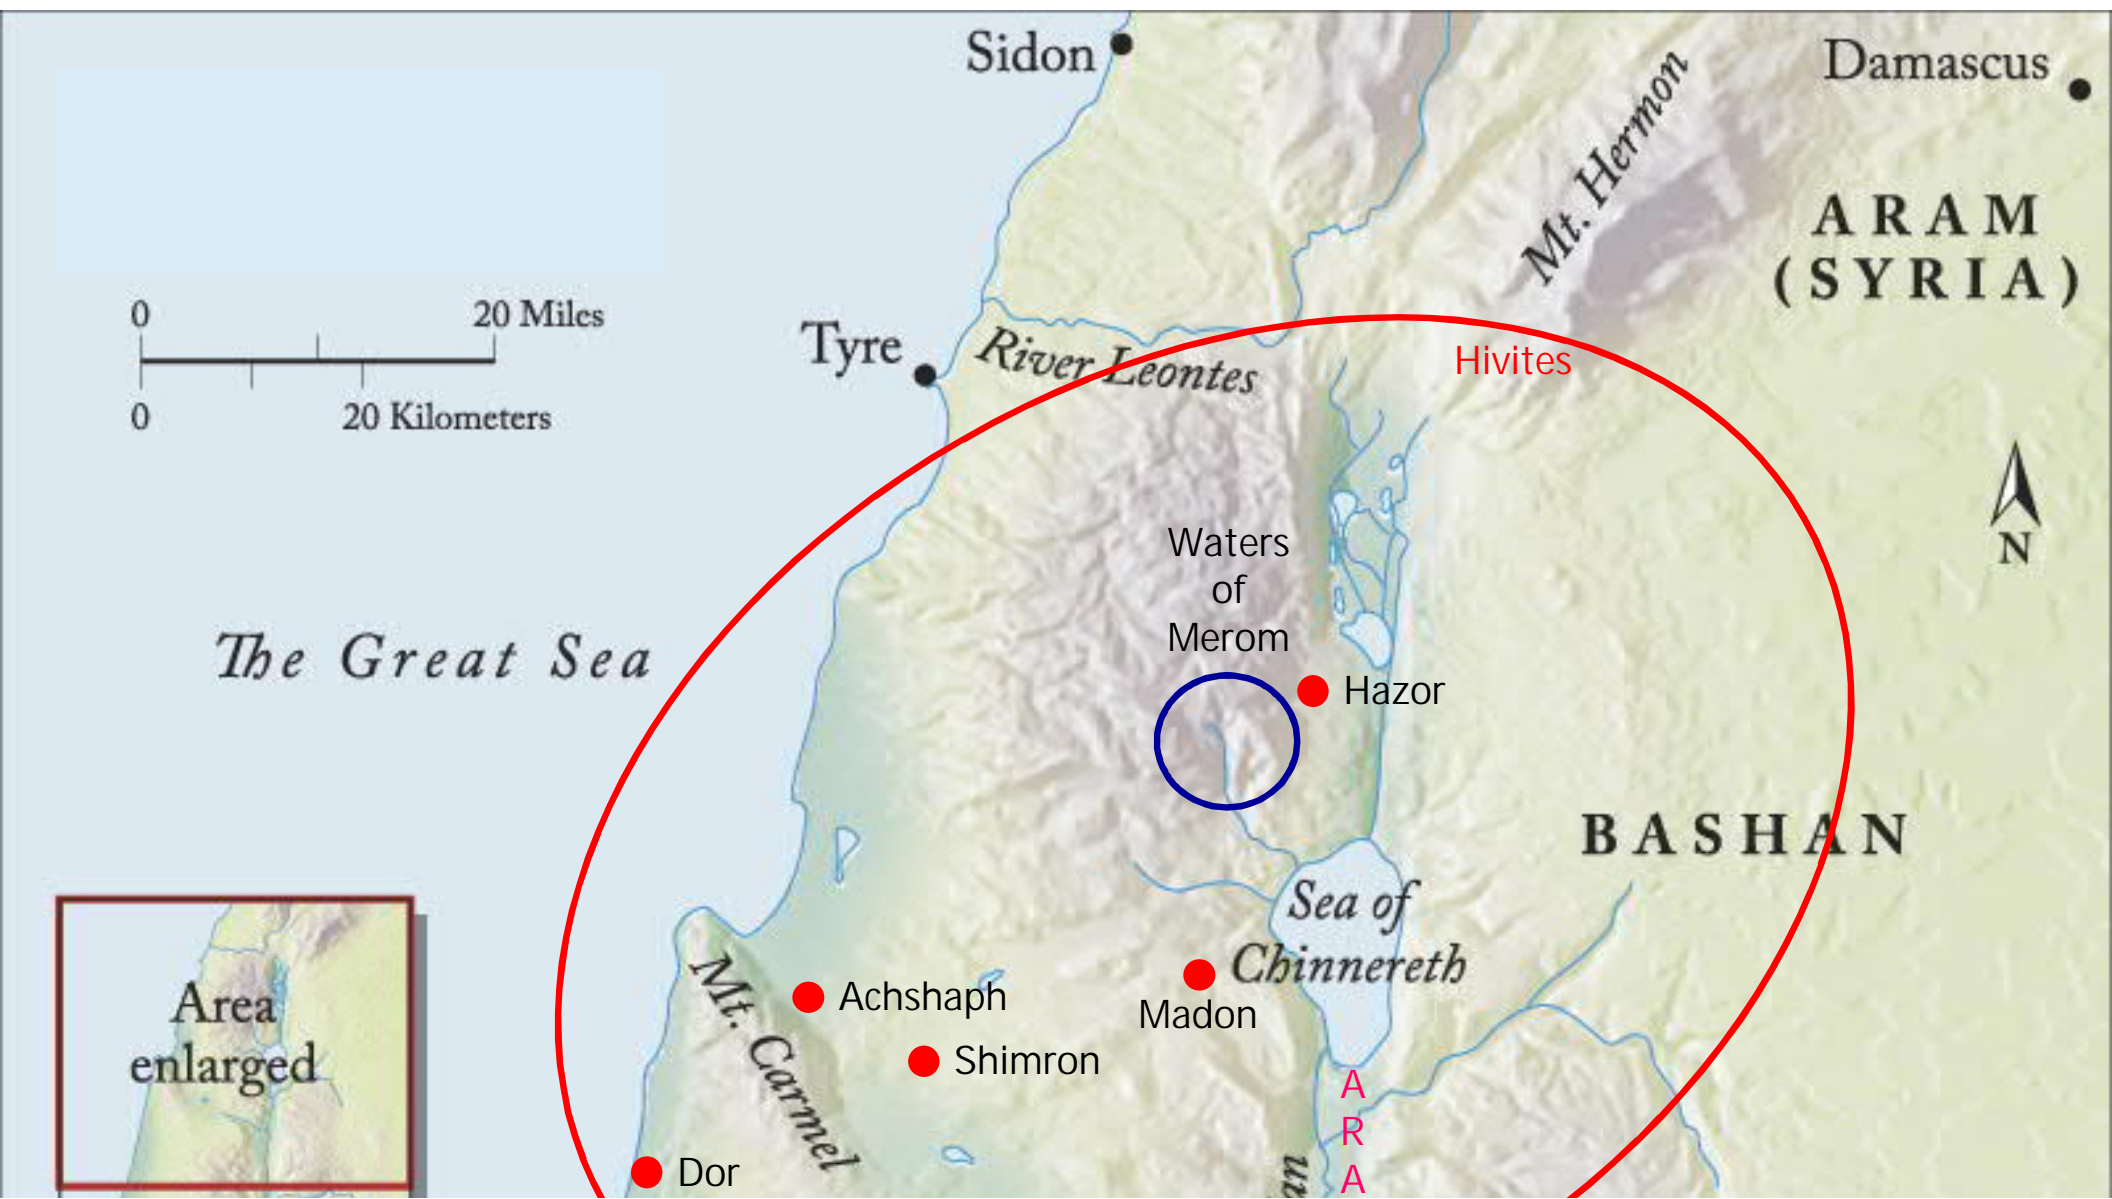 Sidon
Damascus
Mt. Hermon
ARAM
(SYRIA)
0 20 Miles
0 20 Kilometers
Tyre
River Leontes
Hivites
N
Waters
of
Merom
The Great Sea
Hazor
BASHAN
Sea of
Chinnereth
Area
enlarged
Mt. Carmel
Achshaph
Madon
Shimron
A
R
A
Dor